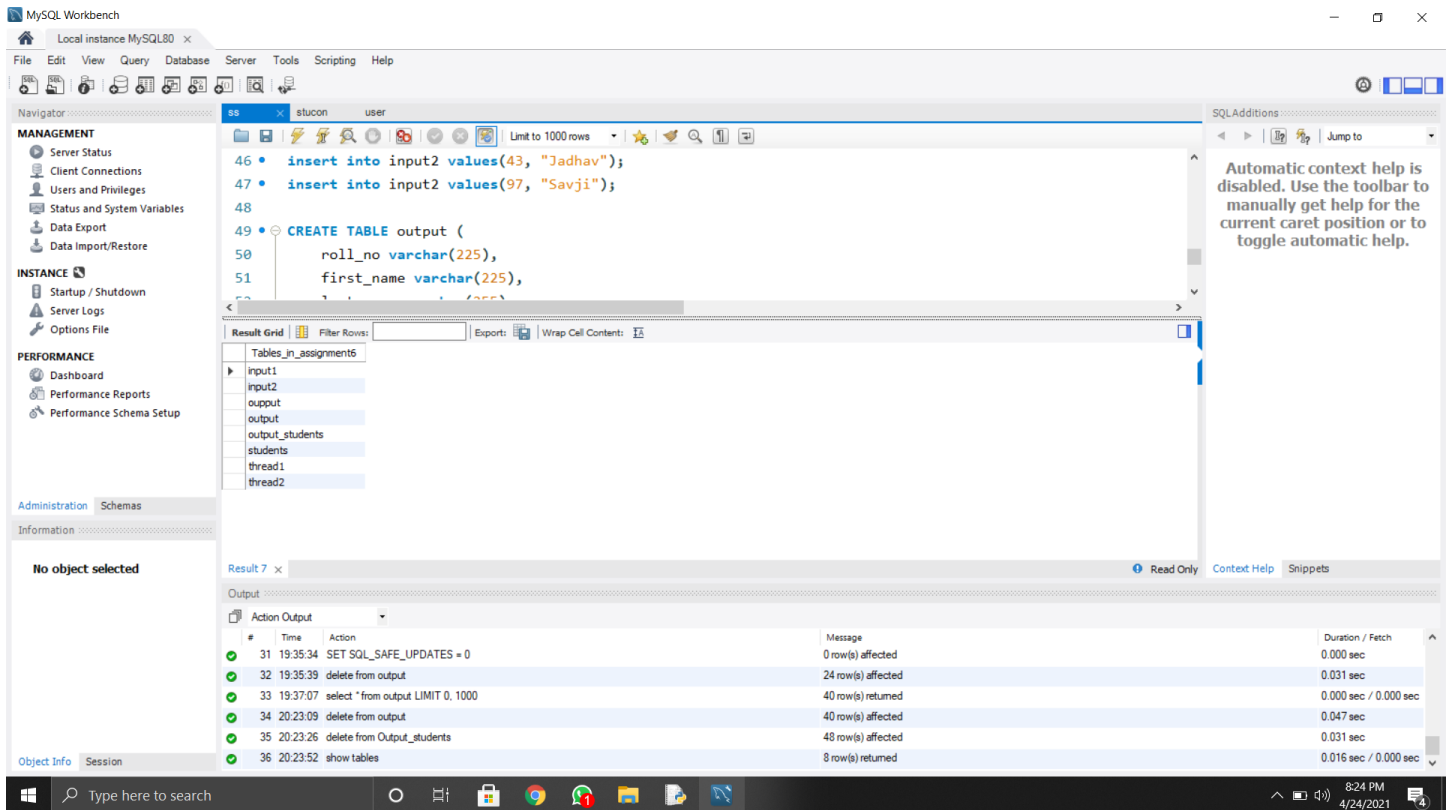 MySQL Workbench
Local instance MySQL80
File Edit View Query Database Server Tools Scripting Help
Navigator
MANAGEMENT
Server Status
Client Connections
Users and Privileges
Status and System Variables
Data Export
Data Import/Restore
INSTANCE
Startup / Shutdown
Server Logs
Options File
PERFORMANCE
Dashboard
Performance Reports
Performance Schema Setup
Administration Schemas
Information
No object selected
Object Info Session
ss stucon user
Limit to 1000 rows
46 insert into input2 values(43, "Jadhav");
47 insert into input2 values(97, "Savji");
48
49 CREATE TABLE output (
50 roll_no varchar(225),
51 first_name varchar(225),
Result Grid Filter Rows: Export: Wrap Cell Content:
Tables_in_assignment6
input1
input2
oupput
output
output_students
students
thread1
thread2
Result 7 Read Only
SQLAdditions
Jump to
Automatic context help is
disabled. Use the toolbar to
manually get help for the
current caret position or to
toggle automatic help.
Context Help Snippets
Output
Action Output
# Time Action Message Duration / Fetch
31 19:35:34 SET SQL_SAFE_UPDATES = 0 0 row(s) affected 0.000 sec
32 19:35:39 delete from output 24 row(s) affected 0.031 sec
33 19:37:07 select * from output LIMIT 0, 1000 40 row(s) returned 0.000 sec / 0.000 sec
34 20:23:09 delete from output 40 row(s) affected 0.047 sec
35 20:23:26 delete from Output_students 48 row(s) affected 0.031 sec
36 20:23:52 show tables 8 row(s) returned 0.016 sec / 0.000 sec
Type here to search
1
8:24 PM
4/24/2021
4